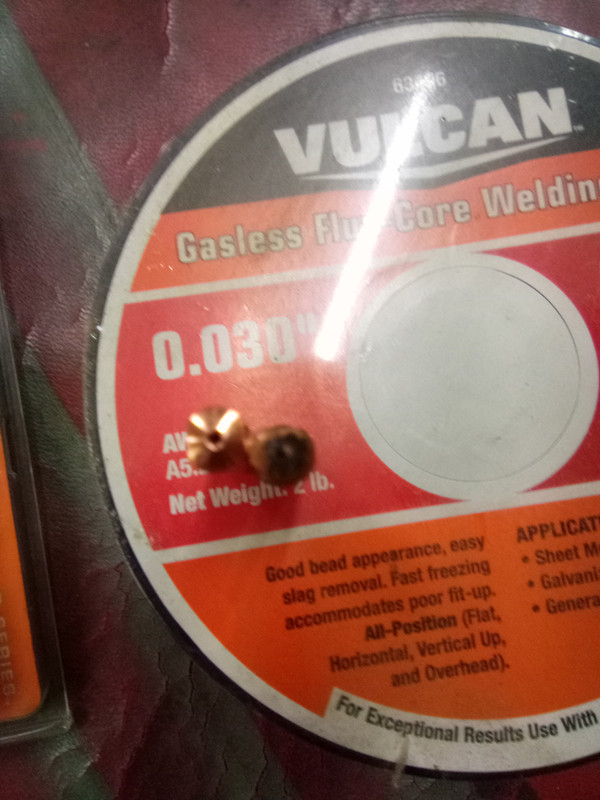 VULCAN
Gasless Flux-Core Welding
0.030"
Net Weight: 2 lb.
Good bead appearance, easy
slag removal. Fast freezing
accommodates poor fit-up.
All-Position (Flat,
Horizontal, Vertical Up,
and Overhead).
APPLICAT
• Sheet M
• Galvani
• Genera
For Exceptional Results Use With
SERIES